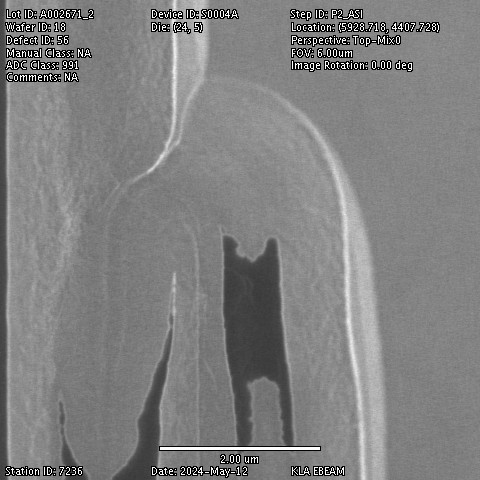 Lot ID: A002671_2
Wafer ID: 18
Defect ID: 56
Manual Class: NA
ADC Class: 991
Comments: NA
Device ID: S0004A
Die: (24, 5)
Step ID: F2_ASI
Location: (5928.718, 4407.728)
Perspective: Top-Mix0
FOV: 6.00um
Image Rotation: 0.00 deg
2.00 um
Station ID: 7236
Date: 2024-May-12
KLA EBEAM